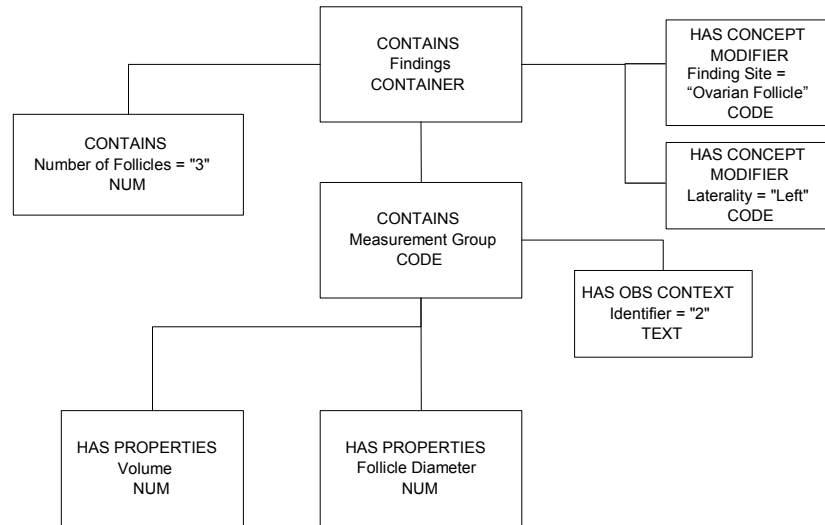 CONTAINS
Findings
CONTAINER
HAS CONCEPT
MODIFIER
Finding Site =
“Ovarian Follicle”
CODE
CONTAINS
Number of Follicles = "3"
NUM
HAS CONCEPT
MODIFIER
Laterality = "Left"
CODE
CONTAINS
Measurement Group
CODE
HAS OBS CONTEXT
Identifier = "2"
TEXT
HAS PROPERTIES
Volume
NUM
HAS PROPERTIES
Follicle Diameter
NUM